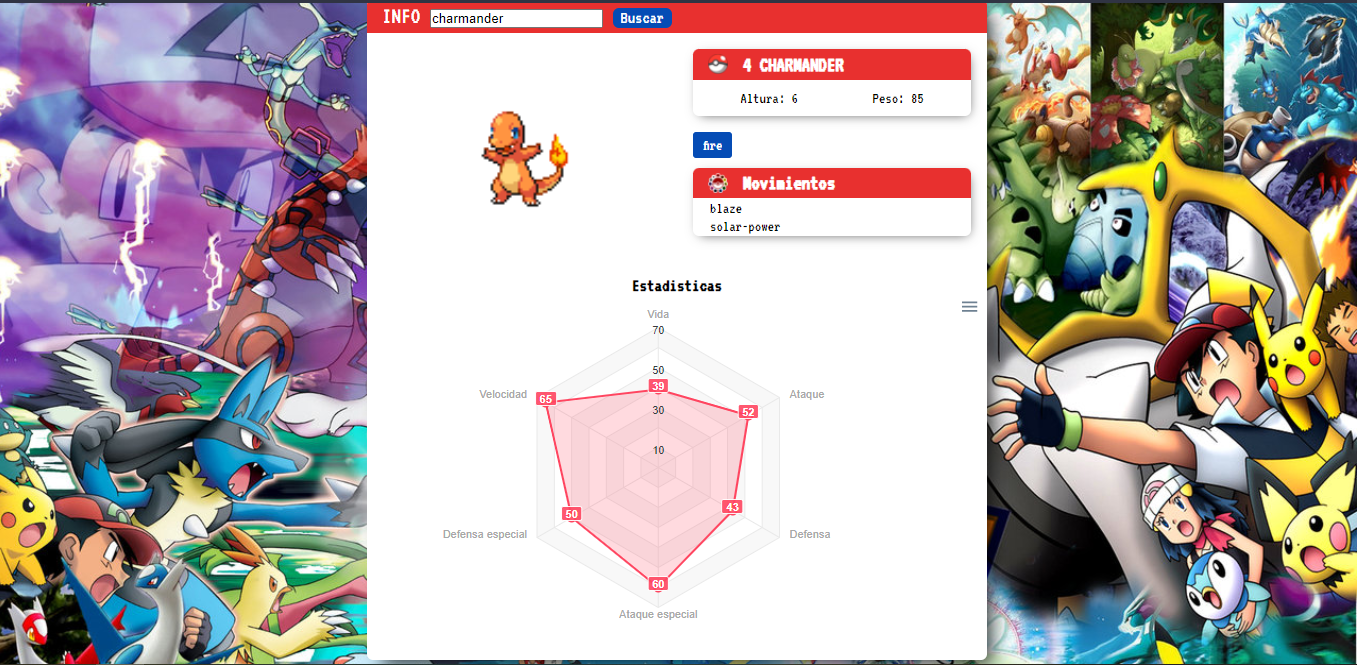 INFO charmander Buscar
4 CHARMANDER
Altura: 6 Peso: 85
fire
Movimientos
blaze
solar-power
Estadisticas
Vida
70
50
39
30
10
Velocidad
65
Ataque
52
43
Defensa
50
Defensa especial
60
Ataque especial